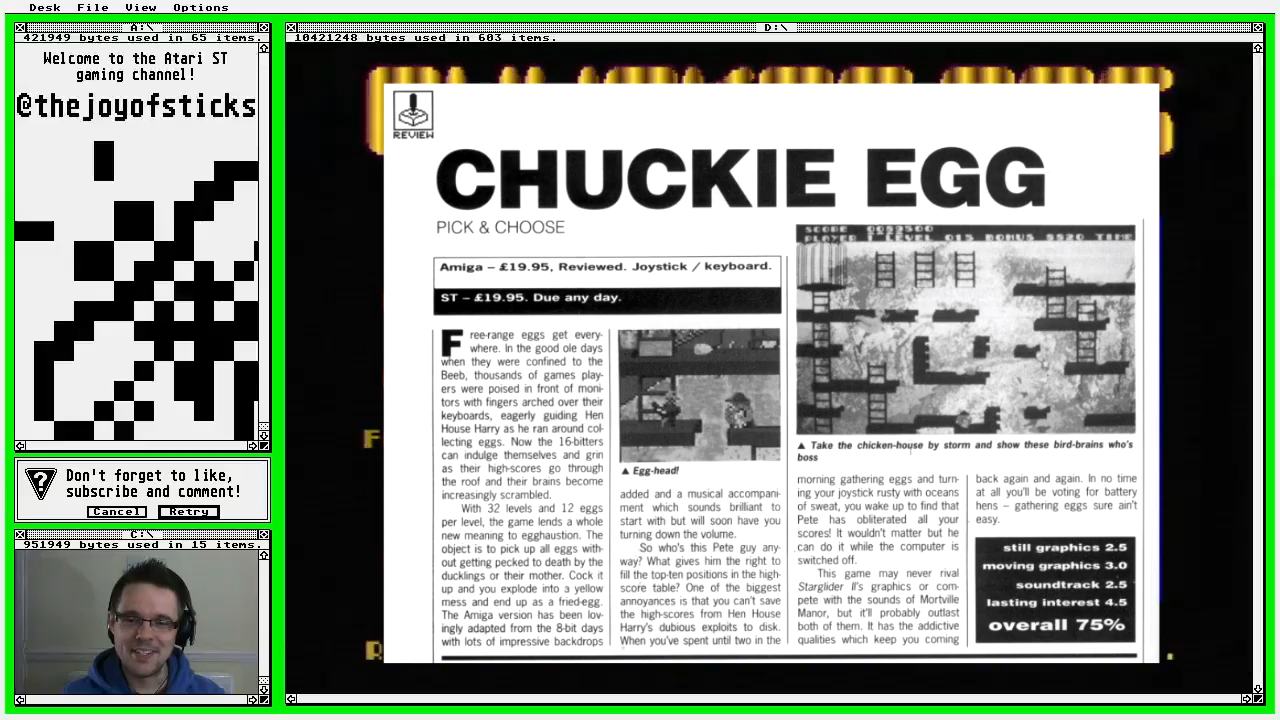 Desk File View Options
A:\
421949 bytes used in 65 items.
Welcome to the Atari ST
gaming channel!
@thejoyofsticks
Don't forget to like,
subscribe and comment!
Cancel Retry
C:\
951949 bytes used in 15 items.
D:\
10421248 bytes used in 603 items.
REVIEW
CHUCKIE EGG
PICK & CHOOSE
Amiga – £19.95, Reviewed. Joystick / keyboard.
ST – £19.95. Due any day.
Free-range eggs get every-
where. In the good ole days
when they were confined to the
Beeb, thousands of games play-
ers were poised in front of moni-
tors with fingers arched over their
keyboards, eagerly guiding Hen
House Harry as he ran around col-
lecting eggs. Now the 16-bitters
can indulge themselves and grin
as their high-scores go through
the roof and their brains become
increasingly scrambled.
With 32 levels and 12 eggs
per level, the game lends a whole
new meaning to egghaustion. The
object is to pick up all eggs with-
out getting pecked to death by the
ducklings or their mother. Cock it
up and you explode into a yellow
mess and end up as a fried-egg.
The Amiga version has been lov-
ingly adapted from the 8-bit days
with lots of impressive backdrops
▲ Egg-head!
added and a musical accompani-
ment which sounds brilliant to
start with but will soon have you
turning down the volume.
So who's this Pete guy any-
way? What gives him the right to
fill the top-ten positions in the high-
score table? One of the biggest
annoyances is that you can't save
the high-scores from Hen House
Harry's dubious exploits to disk.
When you've spent until two in the
SCORE 0052500
PLAYER 1 LEVEL 015 BONUS 5520 TIME
▲ Take the chicken-house by storm and show these bird-brains who's
boss
morning gathering eggs and turn-
ing your joystick rusty with oceans
of sweat, you wake up to find that
Pete has obliterated all your
scores! It wouldn't matter but he
can do it while the computer is
switched off.
This game may never rival
Starglider II's graphics or com-
pete with the sounds of Mortville
Manor, but it'll probably outlast
both of them. It has the addictive
qualities which keep you coming
back again and again. In no time
at all you'll be voting for battery
hens – gathering eggs sure ain't
easy.
still graphics 2.5
moving graphics 3.0
soundtrack 2.5
lasting interest 4.5
overall 75%